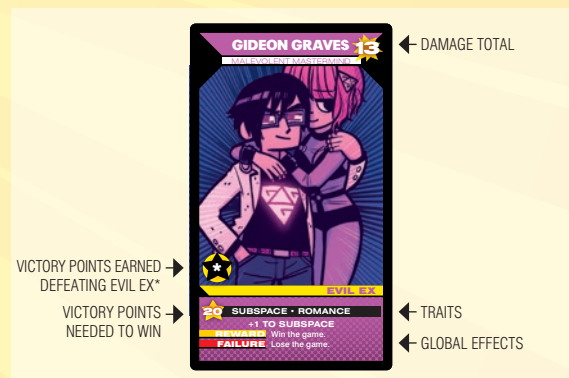 GIDEON GRAVES 13
MALEVOLENT MASTERMIND
DAMAGE TOTAL
VICTORY POINTS EARNED
DEFEATING EVIL EX*
*
EVIL EX
VICTORY POINTS
NEEDED TO WIN
20 SUBSPACE • ROMANCE
TRAITS
+1 TO SUBSPACE
REWARD Win the game.
FAILURE Lose the game.
GLOBAL EFFECTS